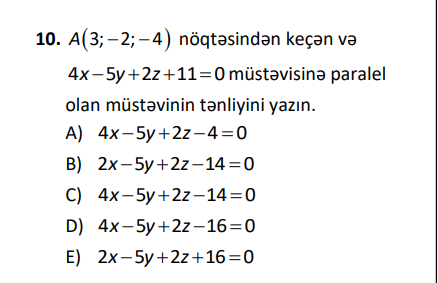 10. A(3;−2;−4) nöqtəsindən keçən və
4x−5y+2z+11=0 müstəvisinə paralel
olan müstəvinin tənliyini yazın.
A) 4x−5y+2z−4=0
B) 2x−5y+2z−14=0
C) 4x−5y+2z−14=0
D) 4x−5y+2z−16=0
E) 2x−5y+2z+16=0